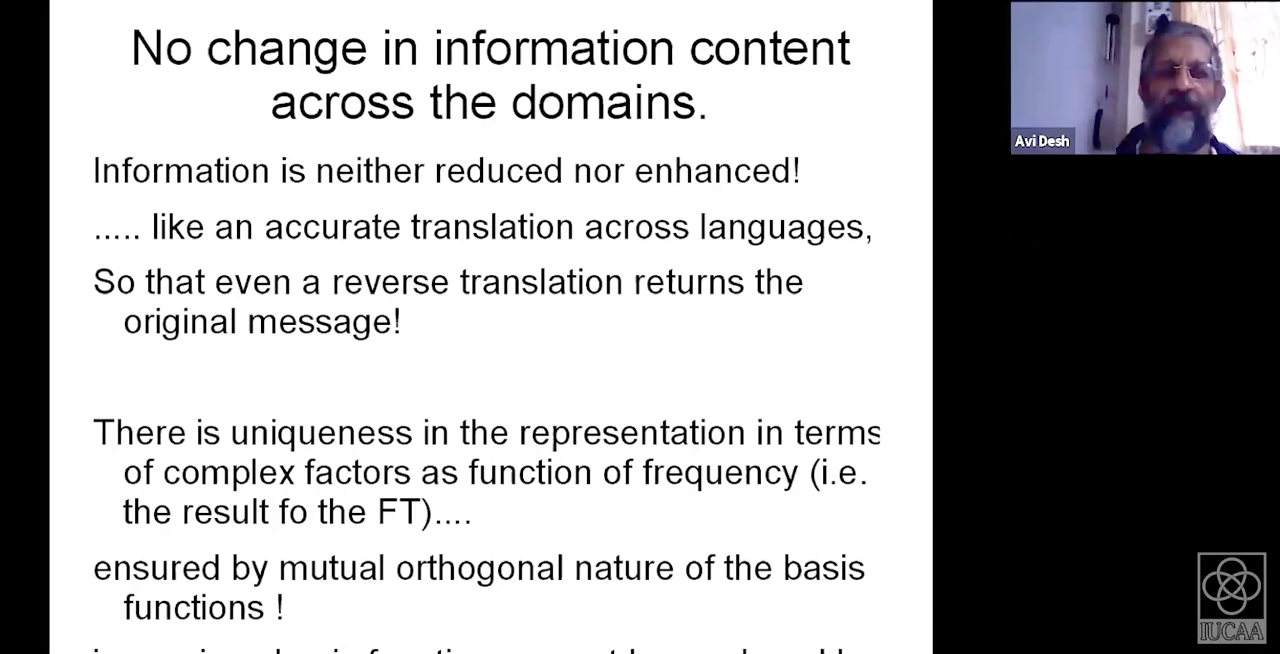 No change in information content
across the domains.
Information is neither reduced nor enhanced!
..... like an accurate translation across languages,
So that even a reverse translation returns the
original message!
There is uniqueness in the representation in terms
of complex factors as function of frequency (i.e.
the result fo the FT)....
ensured by mutual orthogonal nature of the basis
functions !
Avi Desh
IUCAA